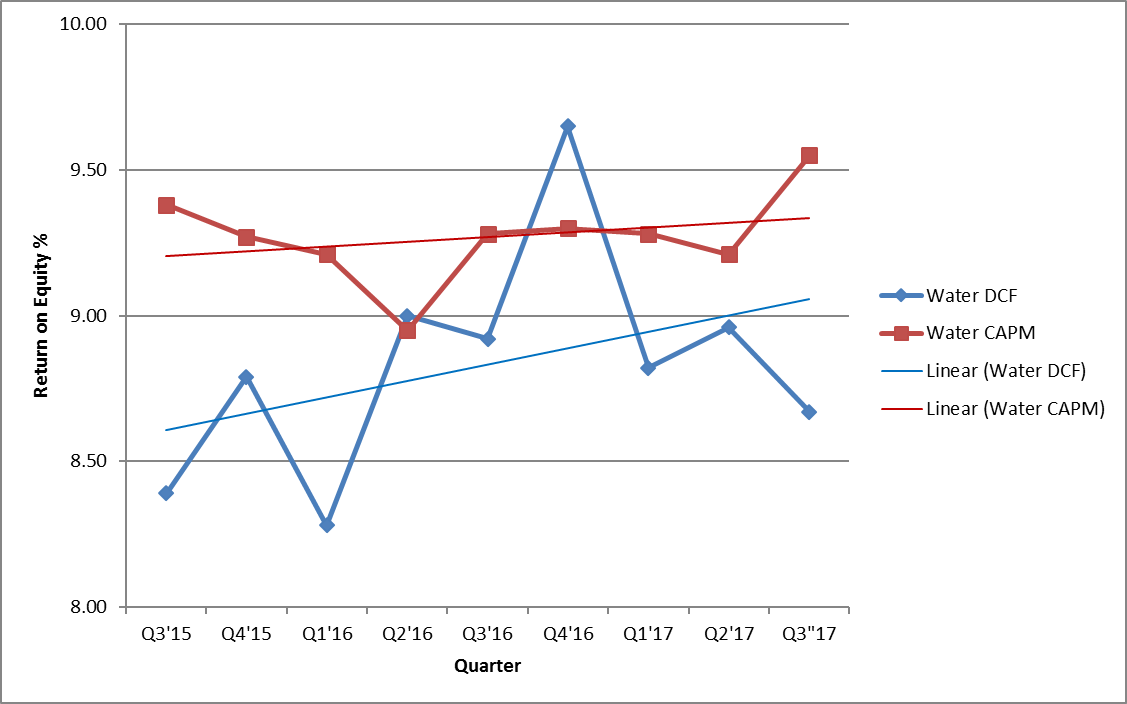 10.00
9.50
9.00
8.50
8.00
Return on Equity %
Q3'15 Q4'15 Q1'16 Q2'16 Q3'16 Q4'16 Q1'17 Q2'17 Q3"17
Quarter
Water DCF
Water CAPM
Linear (Water DCF)
Linear (Water CAPM)